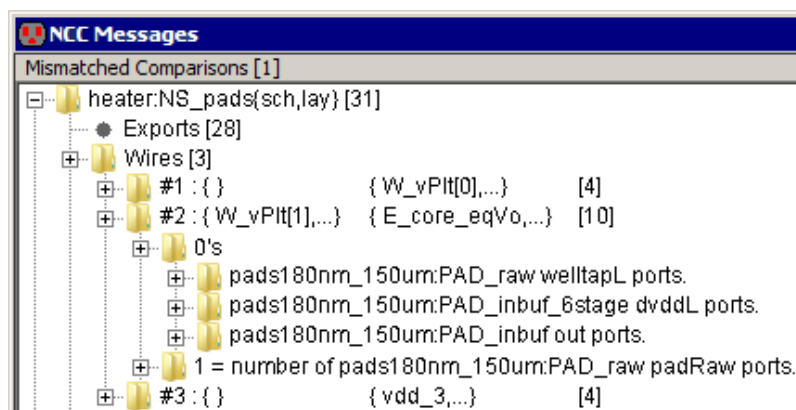 NCC Messages
Mismatched Comparisons [1]
heater:NS_pads{sch,lay} [31]
Exports [28]
Wires [3]
#1 : { } { W_vPlt[0],...} [4]
#2 : { W_vPlt[1],...} { E_core_eqVo,...} [10]
0's
pads180nm_150um:PAD_raw welltapL ports.
pads180nm_150um:PAD_inbuf_6stage dvddL ports.
pads180nm_150um:PAD_inbuf out ports.
1 = number of pads180nm_150um:PAD_raw padRaw ports.
#3 : { } { vdd_3,...} [4]